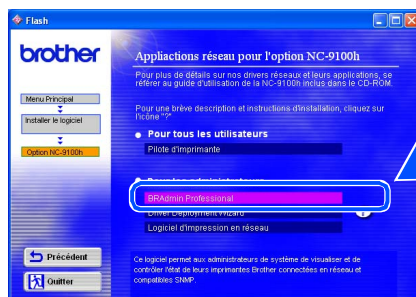 Flash
brother
Appliactions réseau pour l'option NC-9100h
Pour plus de détails sur nos drivers réseaux et leurs applications, se
référer au guide d'utilisation de la NC-9100h inclus dans le CD-ROM.
Menu Principal
Installer le logiciel
Option NC-9100h
Pour une brève description et instructions d'installation, cliquez sur
l'icône "?"
Pour tous les utilisateurs
Pilote d'imprimante
Pour les administrateurs
BRAdmin Professional
Driver Deployment Wizard
Logiciel d'impression en réseau
Précédent
Quitter
Ce logiciel permet aux administrateurs de système de visualiser et de
contrôler l'état de leurs imprimantes Brother connectées en réseau et
compatibles SNMP.